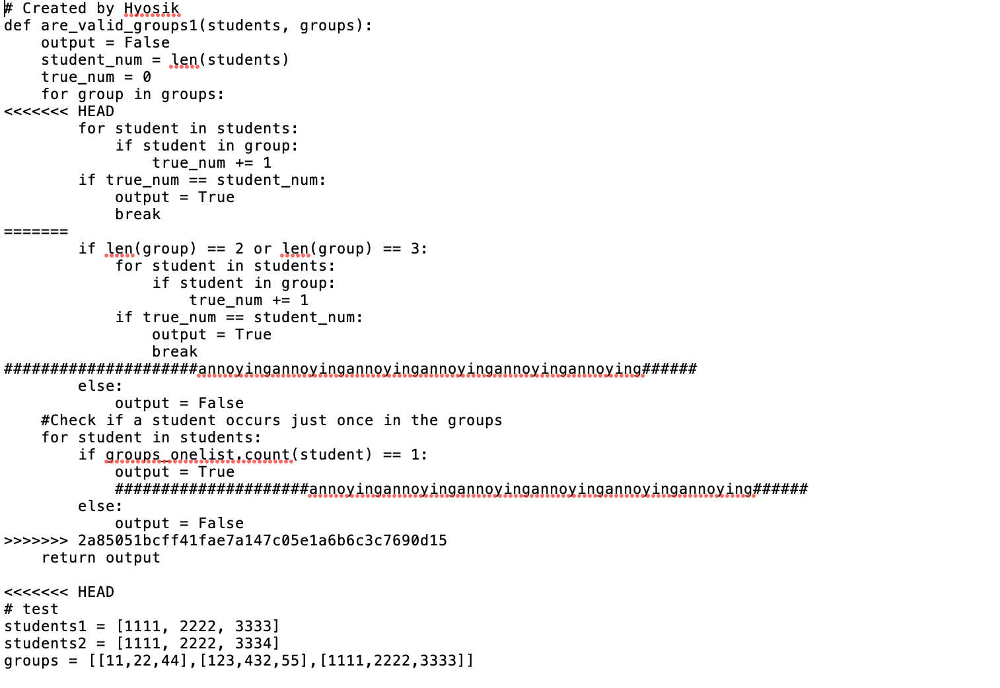 # Created by Hyosik
def are_valid_groups1(students, groups):
    output = False
    student_num = len(students)
    true_num = 0
    for group in groups:
<<<<<<< HEAD
        for student in students:
            if student in group:
                true_num += 1
        if true_num == student_num:
            output = True
            break
=======
        if len(group) == 2 or len(group) == 3:
            for student in students:
                if student in group:
                    true_num += 1
            if true_num == student_num:
                output = True
                break
#####################annoyingannoyingannoyingannoyingannoyingannoying######
        else:
            output = False
    #Check if a student occurs just once in the groups
    for student in students:
        if groups_onelist.count(student) == 1:
            output = True
            #####################annoyingannoyingannoyingannoyingannoyingannoying######
        else:
            output = False
>>>>>>> 2a85051bcff41fae7a147c05e1a6b6c3c7690d15
    return output

<<<<<<< HEAD
# test
students1 = [1111, 2222, 3333]
students2 = [1111, 2222, 3334]
groups = [[11,22,44],[123,432,55],[1111,2222,3333]]